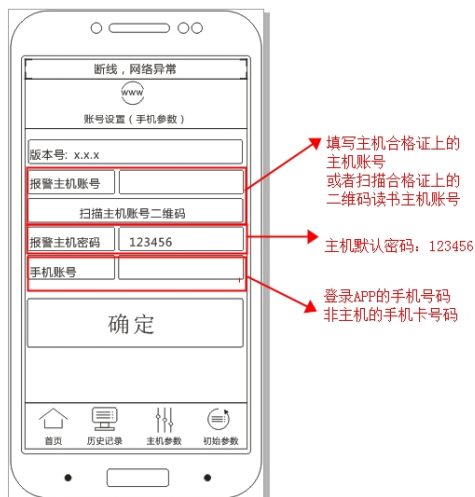 断线，网络异常
www
账号设置（手机参数）
版本号: x.x.x
报警主机账号
扫描主机账号二维码
报警主机密码 123456
手机账号
确定
首页 历史记录 主机参数 初始参数
填写主机合格证上的
主机账号
或者扫描合格证上的
二维码读书主机账号
主机默认密码：123456
登录APP的手机号码
非主机的手机卡号码